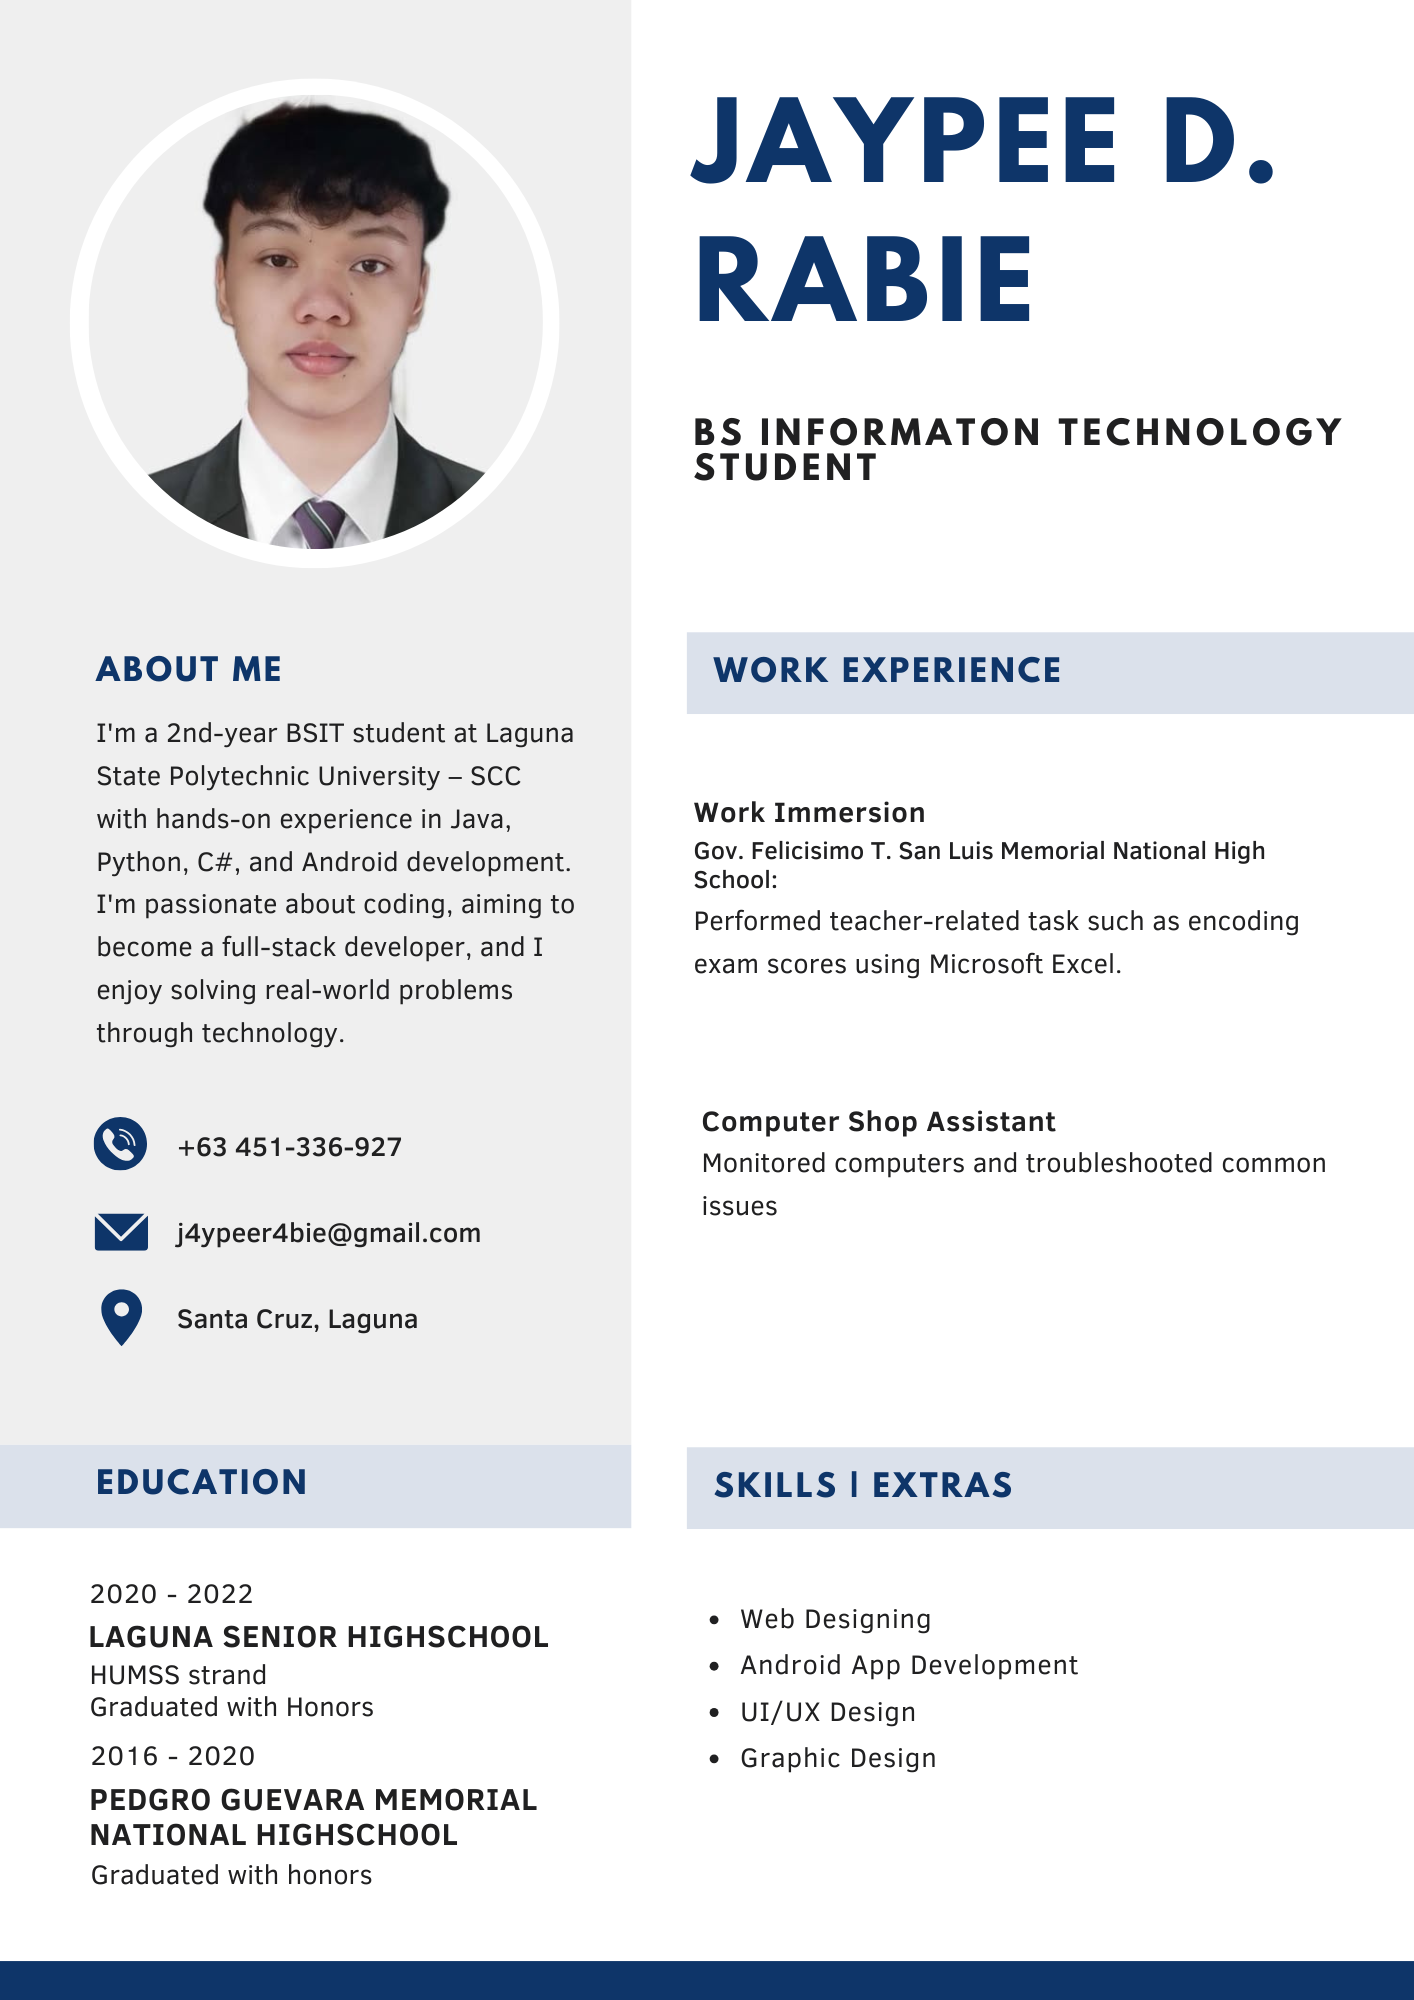 JAYPEE D.
RABIE
BS INFORMATON TECHNOLOGY
STUDENT
ABOUT ME
I'm a 2nd-year BSIT student at Laguna
State Polytechnic University – SCC
with hands-on experience in Java,
Python, C#, and Android development.
I'm passionate about coding, aiming to
become a full-stack developer, and I
enjoy solving real-world problems
through technology.
+63 451-336-927
j4ypeer4bie@gmail.com
Santa Cruz, Laguna
WORK EXPERIENCE
Work Immersion
Gov. Felicisimo T. San Luis Memorial National High
School:
Performed teacher-related task such as encoding
exam scores using Microsoft Excel.
Computer Shop Assistant
Monitored computers and troubleshooted common
issues
EDUCATION
2020 - 2022
LAGUNA SENIOR HIGHSCHOOL
HUMSS strand
Graduated with Honors
2016 - 2020
PEDGRO GUEVARA MEMORIAL
NATIONAL HIGHSCHOOL
Graduated with honors
SKILLS | EXTRAS
• Web Designing
• Android App Development
• UI/UX Design
• Graphic Design